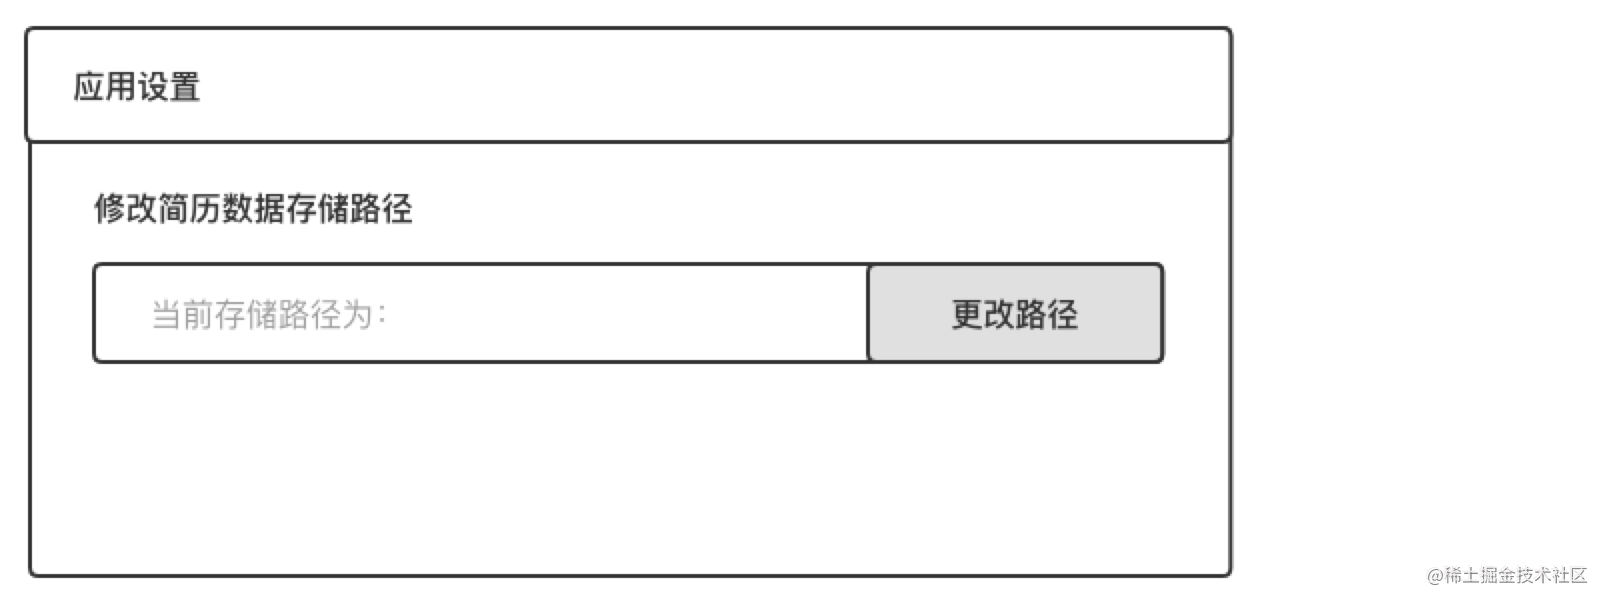 应用设置
修改简历数据存储路径
当前存储路径为：
更改路径
@稀土掘金技术社区